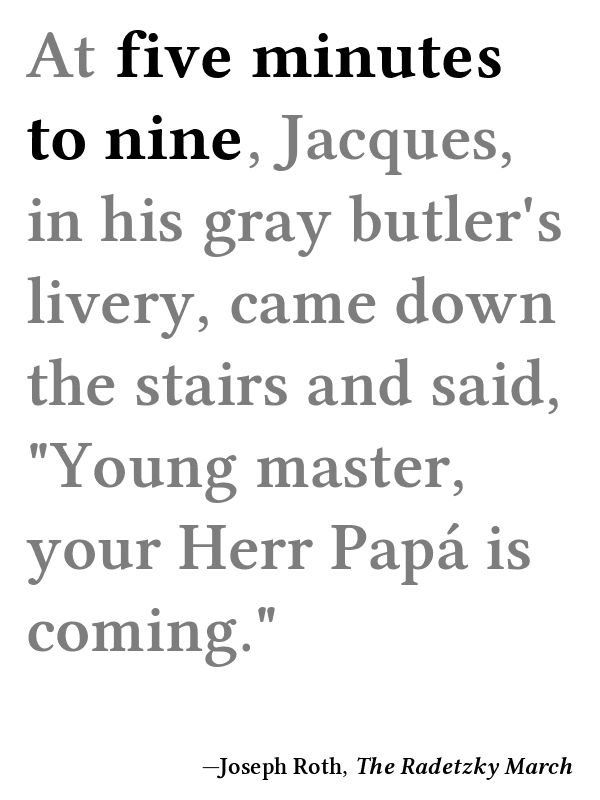 At five minutes
to nine, Jacques,
in his gray butler's
livery, came down
the stairs and said,
"Young master,
your Herr Papá is
coming."
—Joseph Roth, The Radetzky March